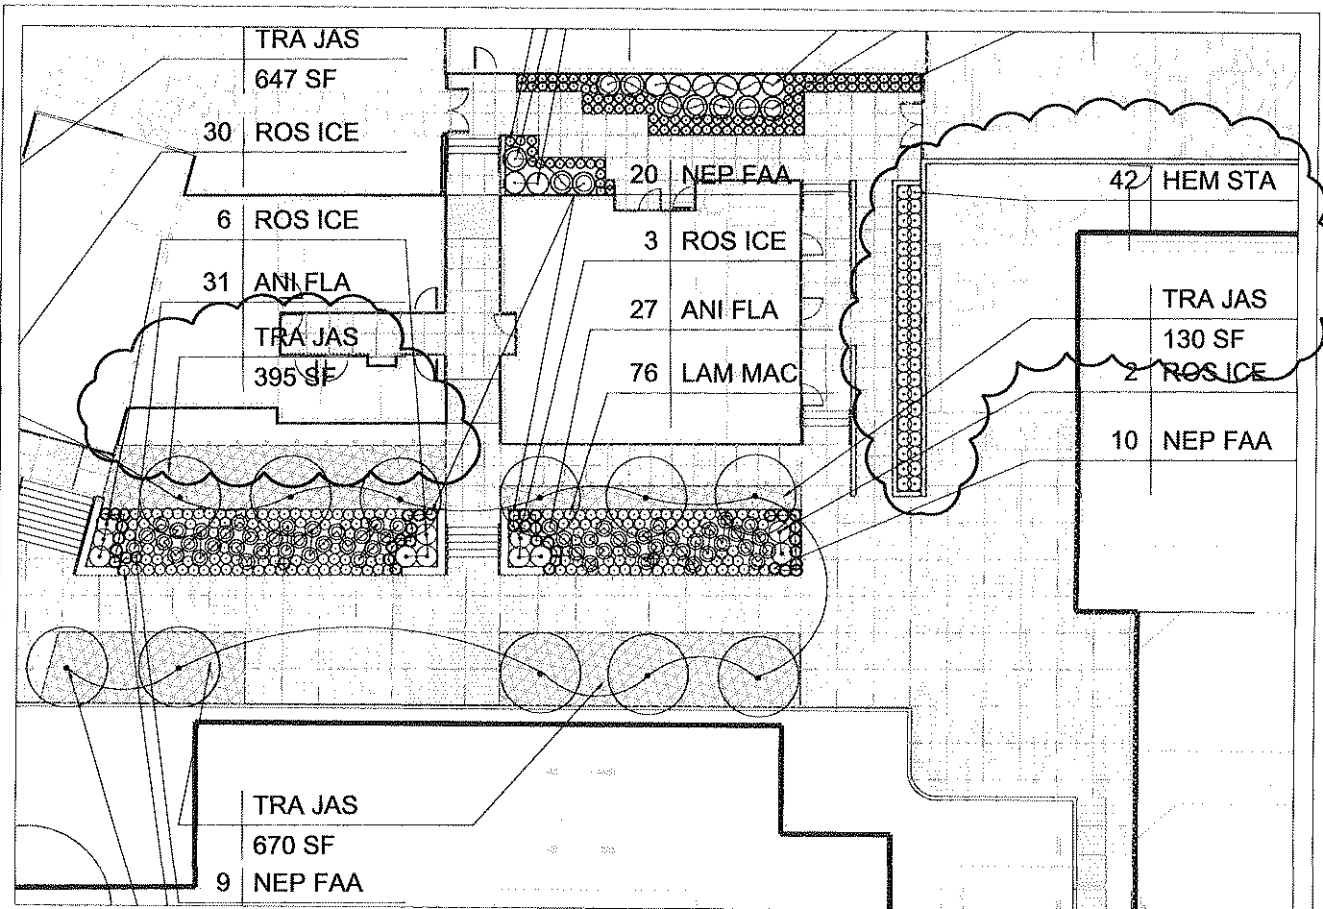 TRA JAS
647 SF
30 ROS ICE
6 ROS ICE
31 ANI FLA
TRA JAS
395 SF
20 NEP FAA
3 ROS ICE
27 ANI FLA
76 LAM MAC
42 HEM STA
TRA JAS
130 SF
2 ROS ICE
10 NEP FAA
TRA JAS
670 SF
9 NEP FAA